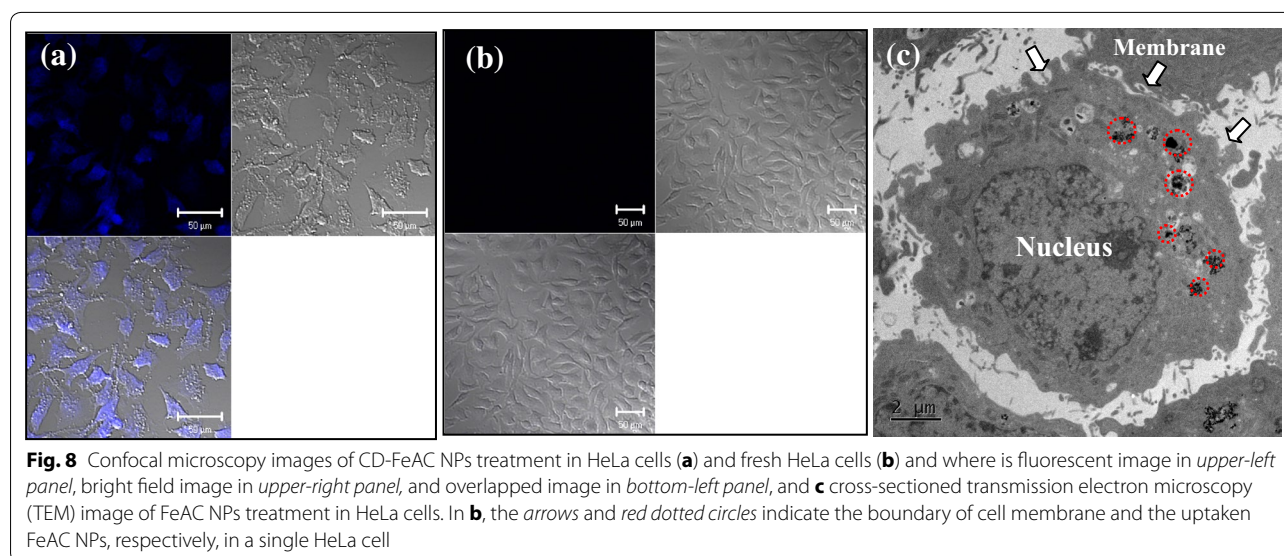 (a)
50 µm
50 µm
50 µm
(b)
50 µm
50 µm
50 µm
(c)
Membrane
Nucleus
2 µm
Fig. 8 Confocal microscopy images of CD-FeAC NPs treatment in HeLa cells (a) and fresh HeLa cells (b) and where is fluorescent image in upper-left
panel, bright field image in upper-right panel, and overlapped image in bottom-left panel, and c cross-sectioned transmission electron microscopy
(TEM) image of FeAC NPs treatment in HeLa cells. In b, the arrows and red dotted circles indicate the boundary of cell membrane and the uptaken
FeAC NPs, respectively, in a single HeLa cell